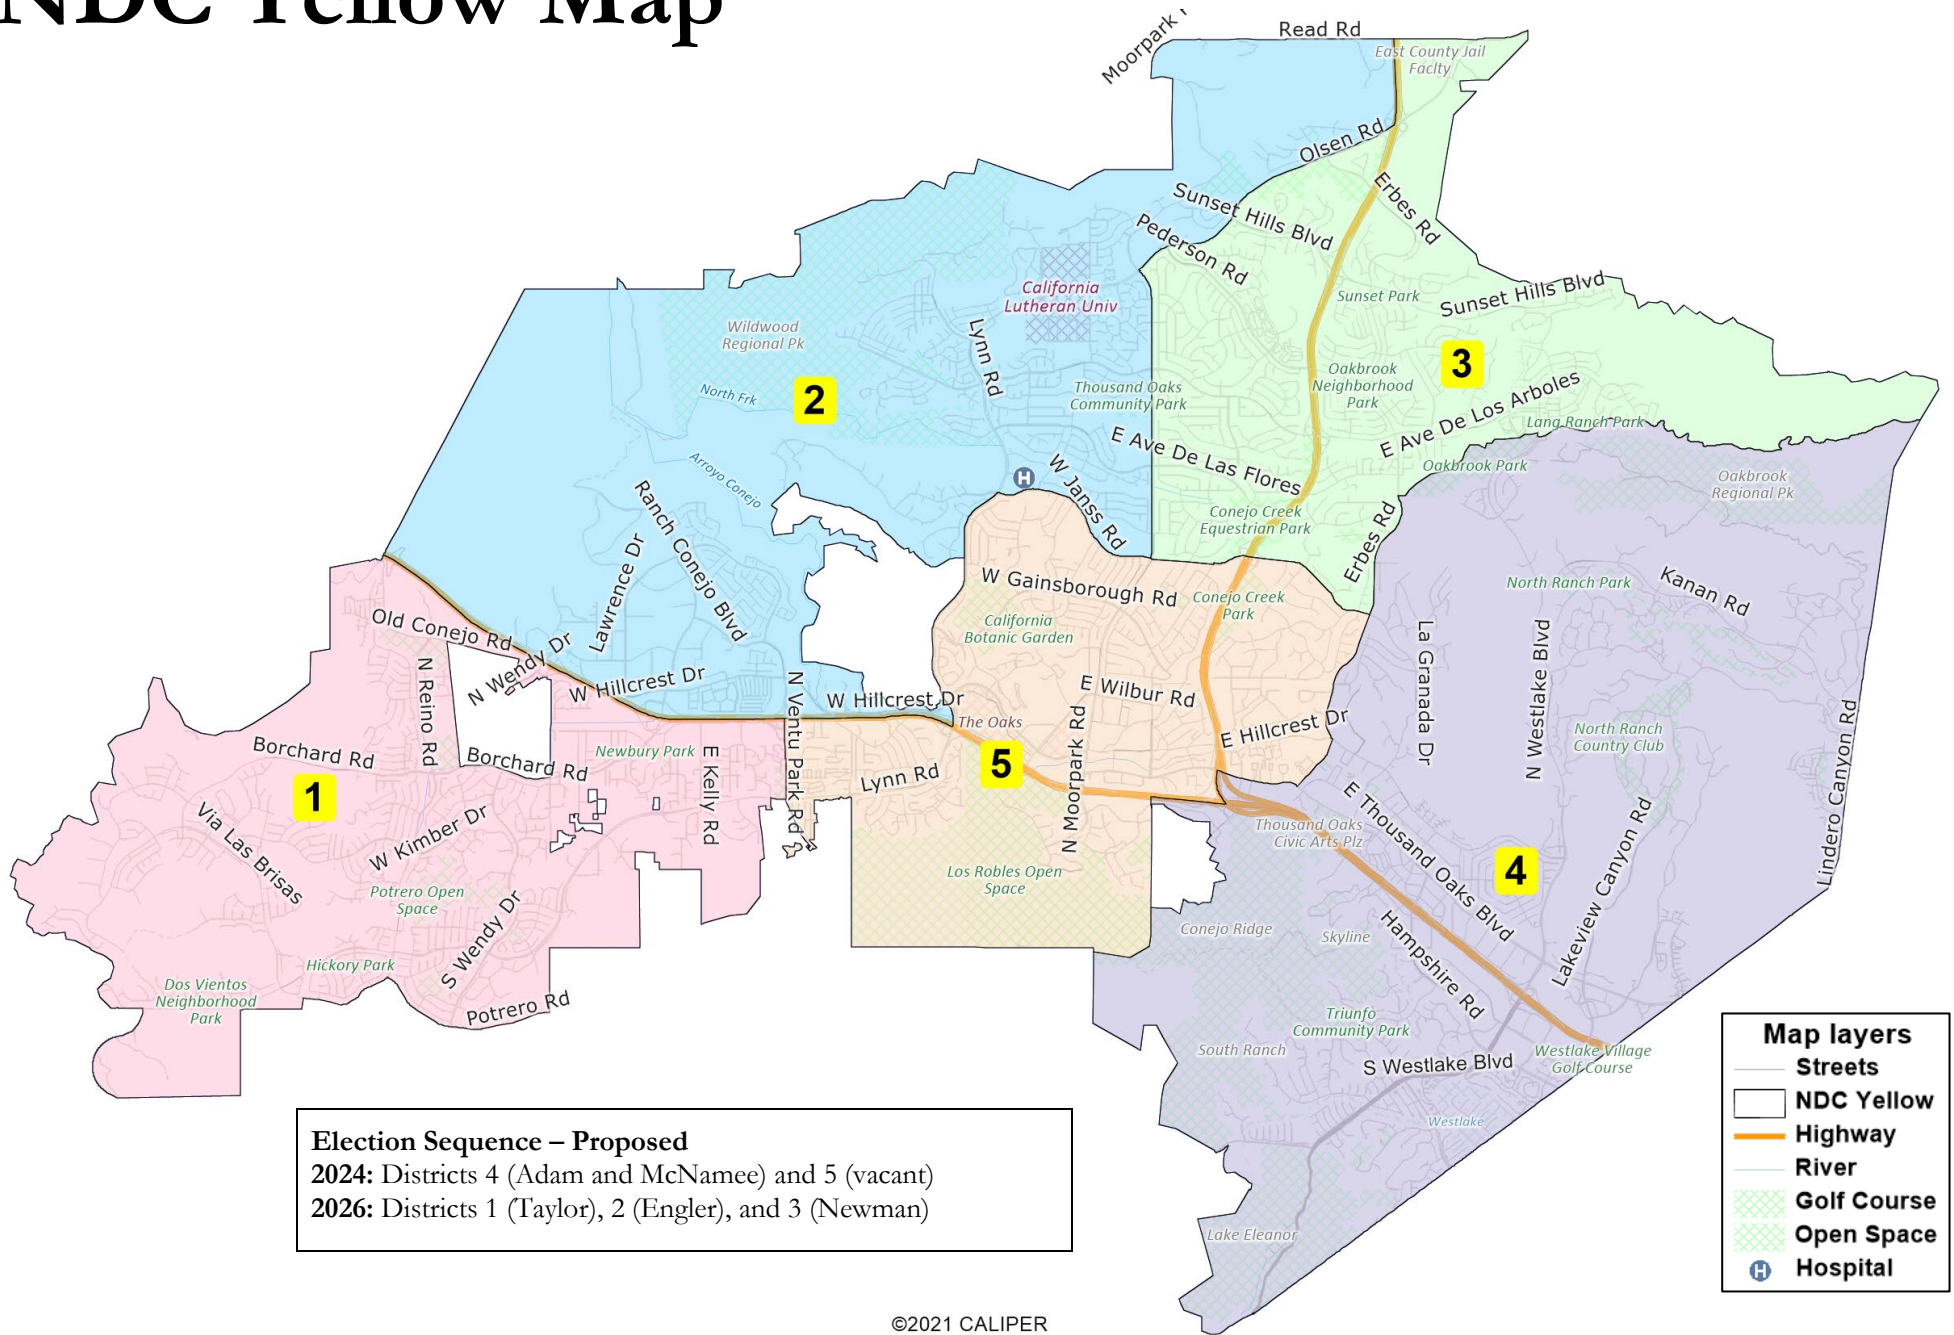 NDC Yellow Map
Read Rd
Moorpark
East County Jail
Faclty
Olsen Rd
Erbes Rd
Sunset Hills Blvd
Pederson Rd
California
Lutheran Univ
Sunset Park
Sunset Hills Blvd
Wildwood
Regional Pk
Lynn Rd
3
Oakbrook
Neighborhood
Park
2
North Frk
Thousand Oaks
Community Park
E Ave De Los Arboles
Lang Ranch Park
E Ave De Las Flores
Oakbrook Park
Oakbrook
Regional Pk
Arroyo Conejo
H
W Janss Rd
Ranch Conejo Blvd
Conejo Creek
Equestrian Park
Lawrence Dr
Erbes Rd
W Gainsborough Rd
Conejo Creek
Park
North Ranch Park
Kanan Rd
Old Conejo Rd
California
Botanic Garden
La Granada Dr
N Westlake Blvd
N Reino Rd
N Wendy Dr
W Hillcrest Dr
N Ventu Park Rd
W Hillcrest Dr
E Wilbur Rd
The Oaks
E Hillcrest Dr
North Ranch
Country Club
Borchard Rd
Borchard Rd
Newbury Park
E Kelly Rd
5
N Moorpark Rd
Lynn Rd
Lindero Canyon Rd
1
Via Las Brisas
W Kimber Dr
E Thousand Oaks Blvd
Thousand Oaks
Civic Arts Plz
4
Lakeview Canyon Rd
Potrero Open
Space
Los Robles Open
Space
S Wendy Dr
Conejo Ridge
Skyline
Hampshire Rd
Hickory Park
Dos Vientos
Neighborhood
Park
Potrero Rd
Triunfo
Community Park
South Ranch
S Westlake Blvd
Westlake Village
Golf Course
Westlake
Lake Eleanor
Election Sequence – Proposed
2024: Districts 4 (Adam and McNamee) and 5 (vacant)
2026: Districts 1 (Taylor), 2 (Engler), and 3 (Newman)
Map layers
Streets
NDC Yellow
Highway
River
Golf Course
Open Space
H Hospital
©2021 CALIPER